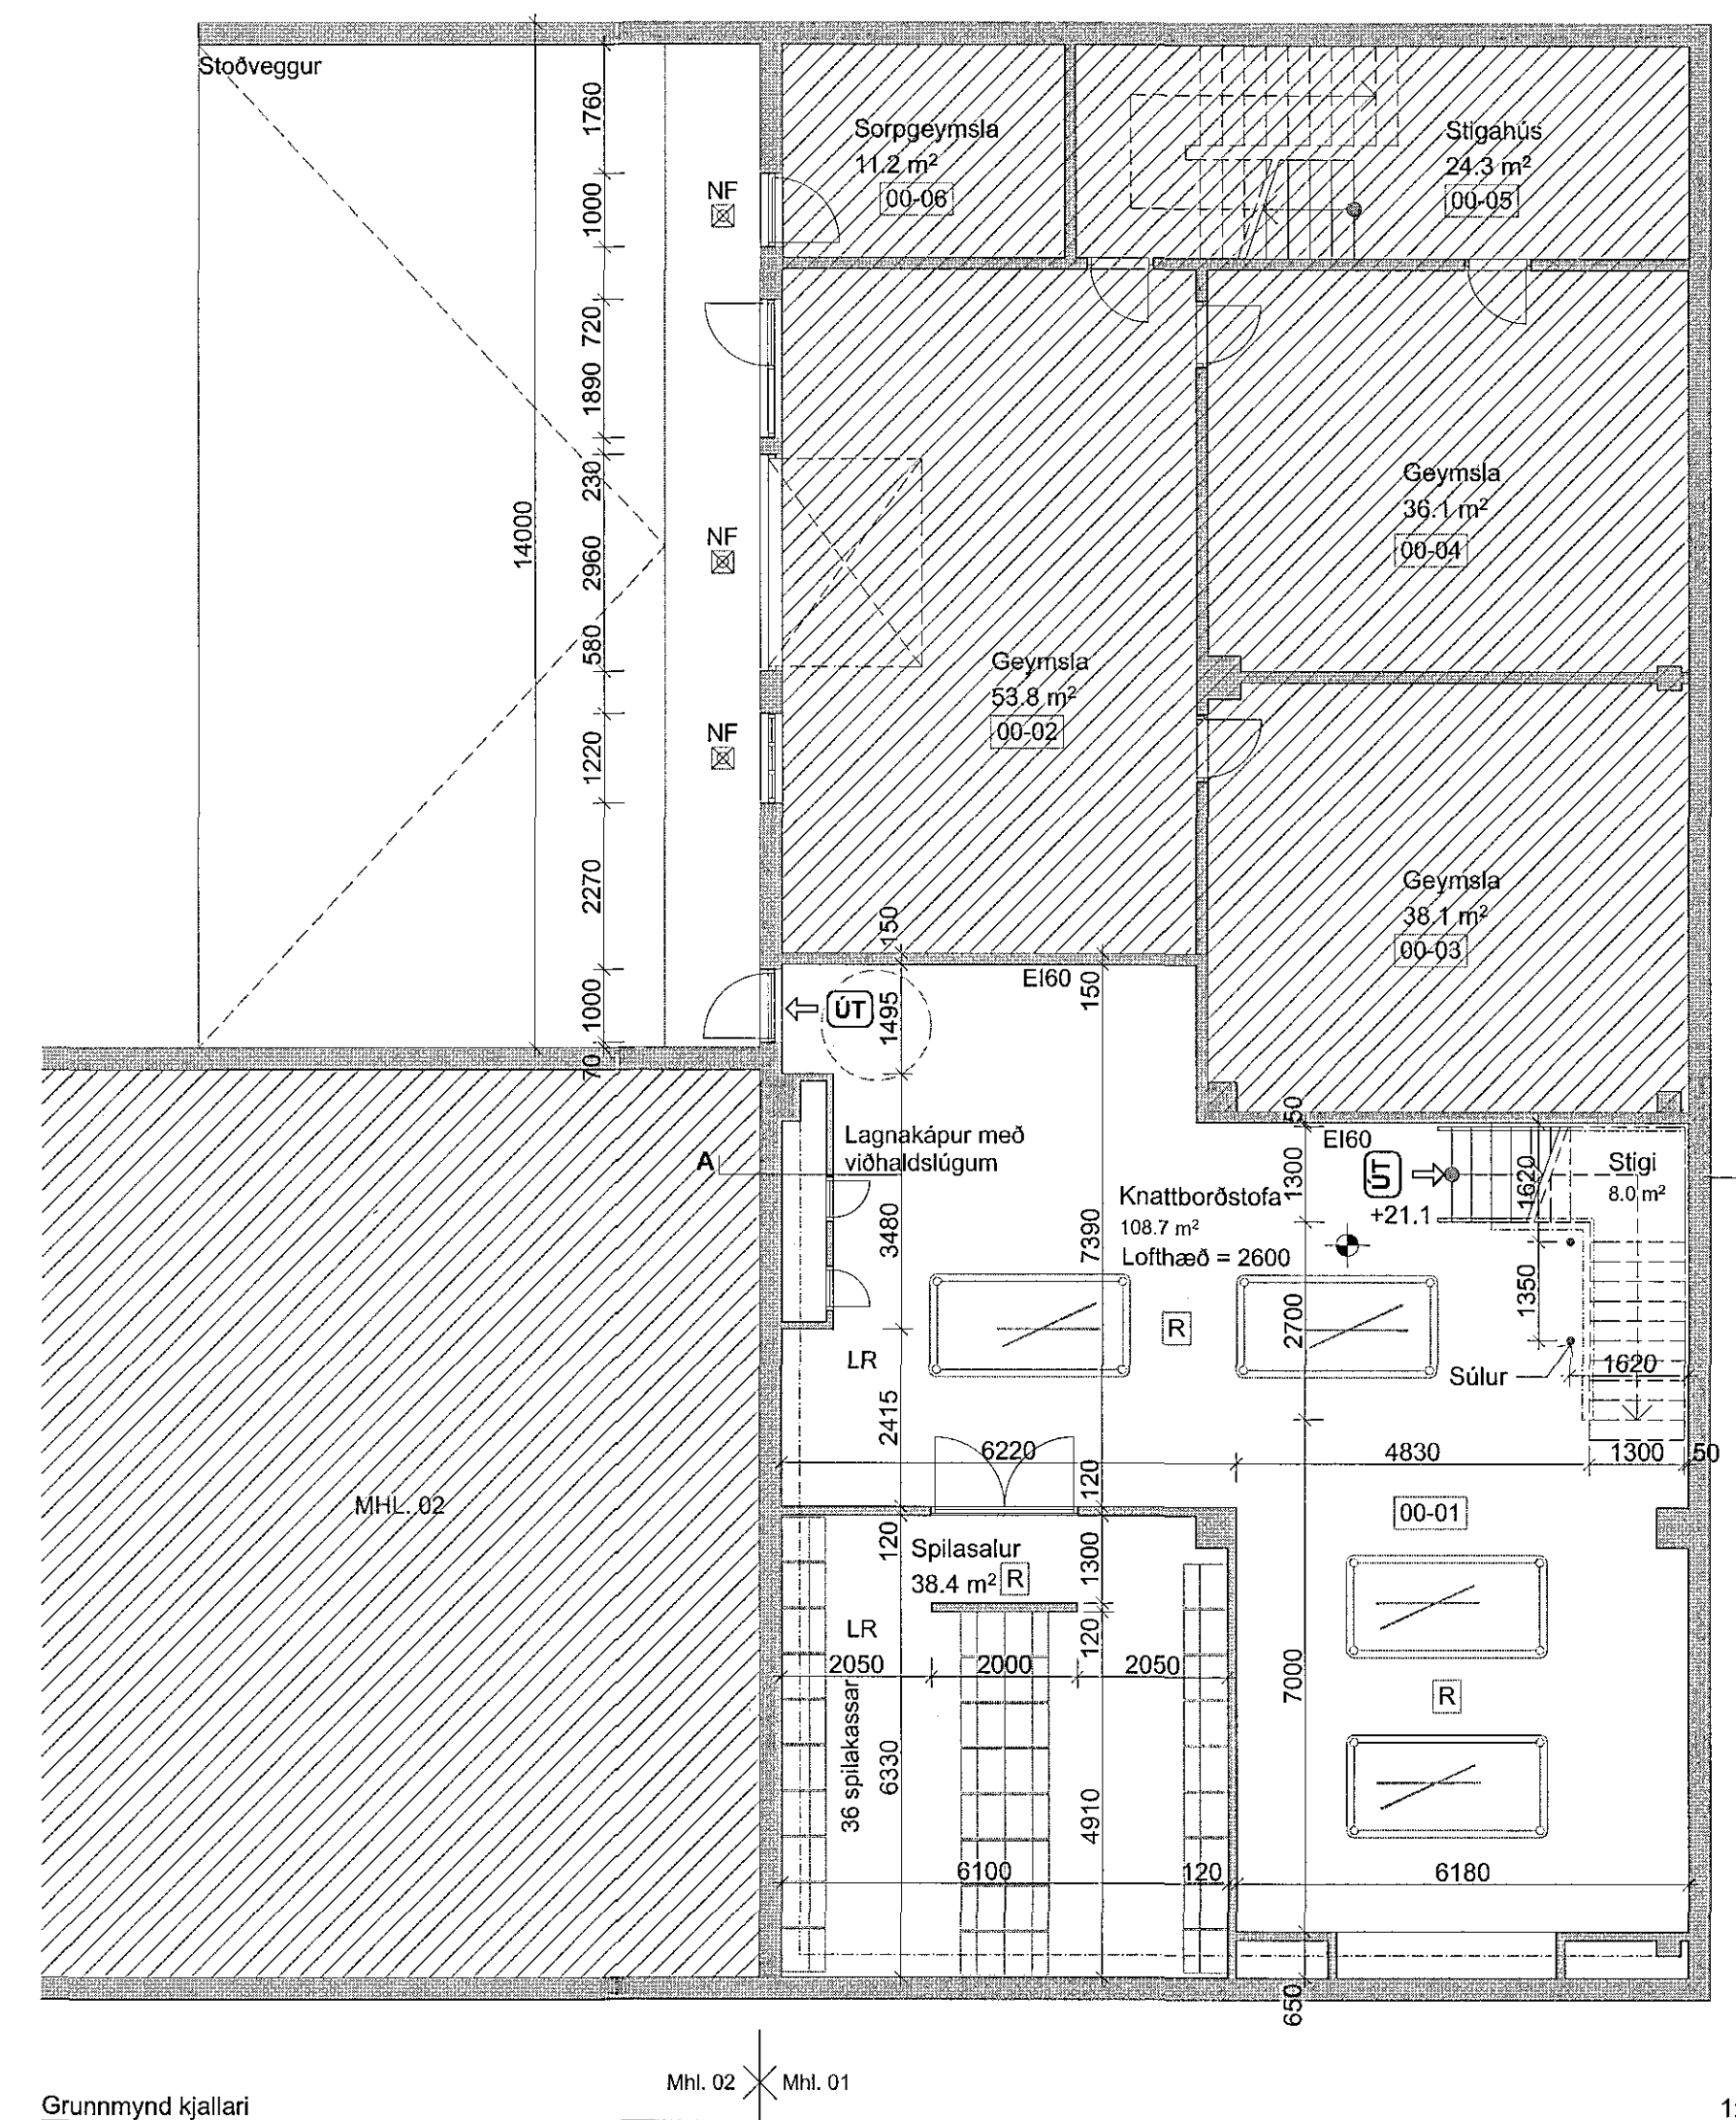 Stoðveggur
1760
1000
720
1890
230
2960
580
1220
2270
1000
70
14000
NF
NF
NF
Sorpgeymsla
11.2 m²
00-06
Stigahús
24.3 m²
00-05
Geymsla
36.1 m²
00-04
Geymsla
53.8 m²
00-02
Geymsla
38.1 m²
00-03
150
1495
EI60
150
ÚT
Lagnakápur með
viðhaldslúgum
A
3480
7390
Knattborðstofa
108.7 m²
Lofthæð = 2600
50
1300
EI60
ÚT
+21.1
1620
Stigi
8.0 m²
1350
2700
R
Súlur
1620
LR
2415
6220
120
4830
1300
50
MHL. 02
00-01
120
Spilasalur
38.4 m²
R
1300
120
LR
2050
2000
2050
36 spilakassar
6330
4910
7000
R
6100
120
6180
650
Mhl. 02
Mhl. 01
Grunnmynd kjallari